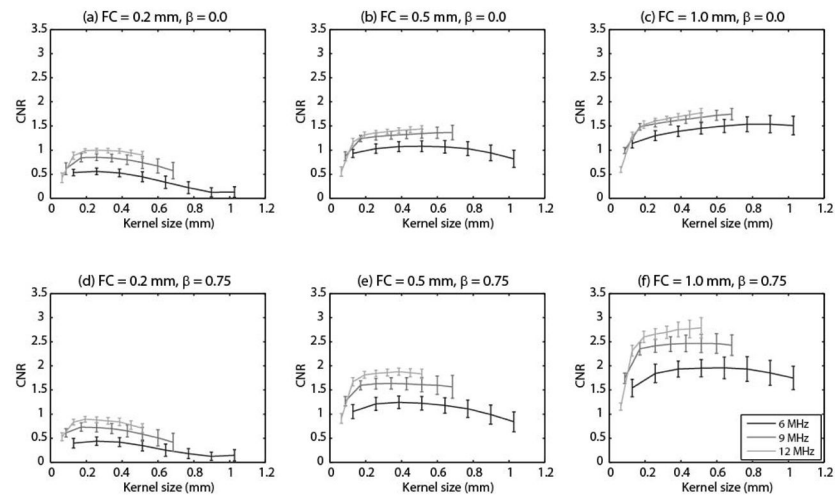 (a) FC = 0.2 mm, β = 0.0
(b) FC = 0.5 mm, β = 0.0
(c) FC = 1.0 mm, β = 0.0
3.5
3
2.5
2
1.5
1
0.5
0
CNR
0 0.2 0.4 0.6 0.8 1 1.2
Kernel size (mm)
3.5
3
2.5
2
1.5
1
0.5
0
CNR
0 0.2 0.4 0.6 0.8 1 1.2
Kernel size (mm)
3.5
3
2.5
2
1.5
1
0.5
0
CNR
0 0.2 0.4 0.6 0.8 1 1.2
Kernel size (mm)
(d) FC = 0.2 mm, β = 0.75
(e) FC = 0.5 mm, β = 0.75
(f) FC = 1.0 mm, β = 0.75
3.5
3
2.5
2
1.5
1
0.5
0
CNR
0 0.2 0.4 0.6 0.8 1 1.2
Kernel size (mm)
3.5
3
2.5
2
1.5
1
0.5
0
CNR
0 0.2 0.4 0.6 0.8 1 1.2
Kernel size (mm)
3.5
3
2.5
2
1.5
1
0.5
0
CNR
6 MHz
9 MHz
12 MHz
0 0.2 0.4 0.6 0.8 1 1.2
Kernel size (mm)